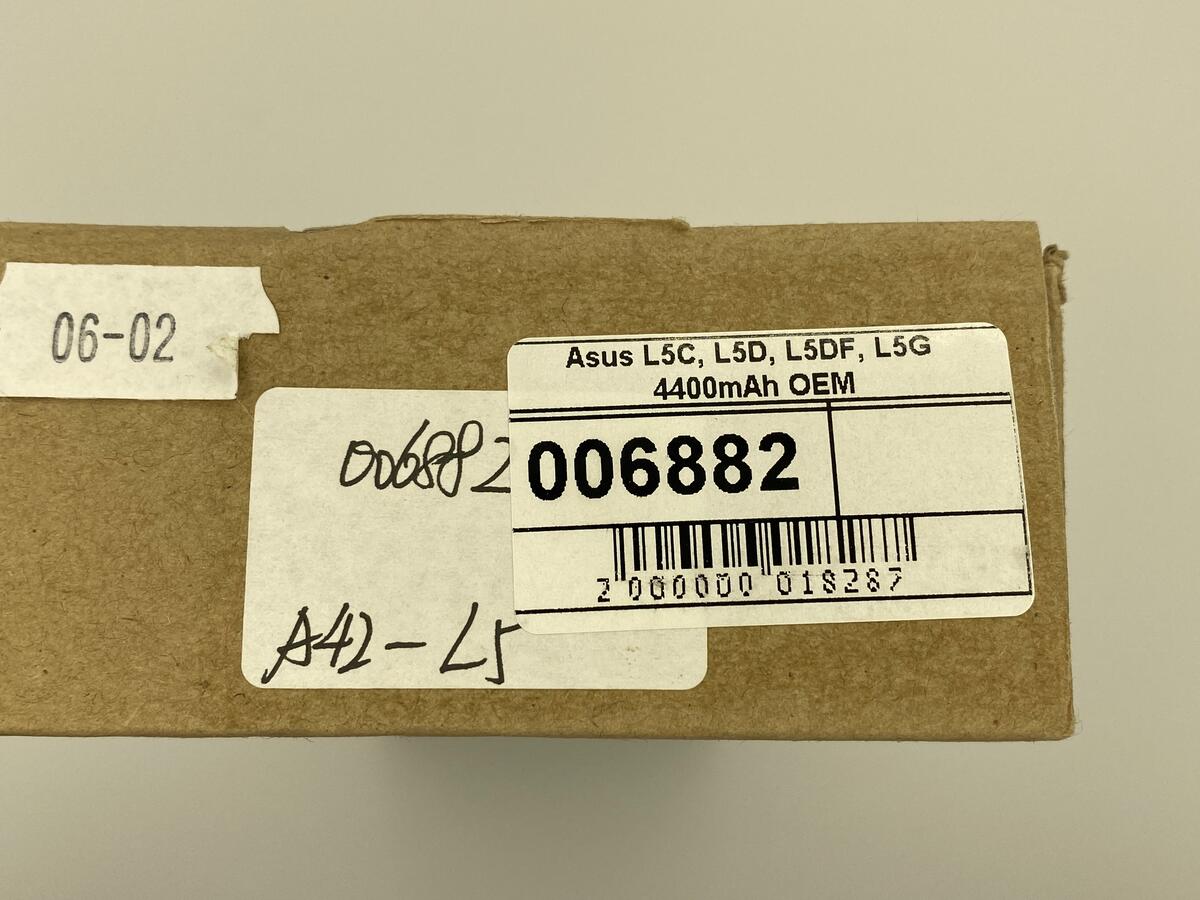 06-02
Asus L5C, L5D, L5DF, L5G
4400mAh OEM
006882
006882
2 000000 018287
A42-L5